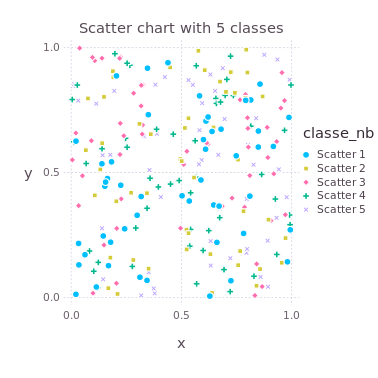 Scatter chart with 5 classes
1.0
0.5
0.0
y
0.0
0.5
1.0
x
classe_nb
Scatter 1
Scatter 2
Scatter 3
Scatter 4
Scatter 5